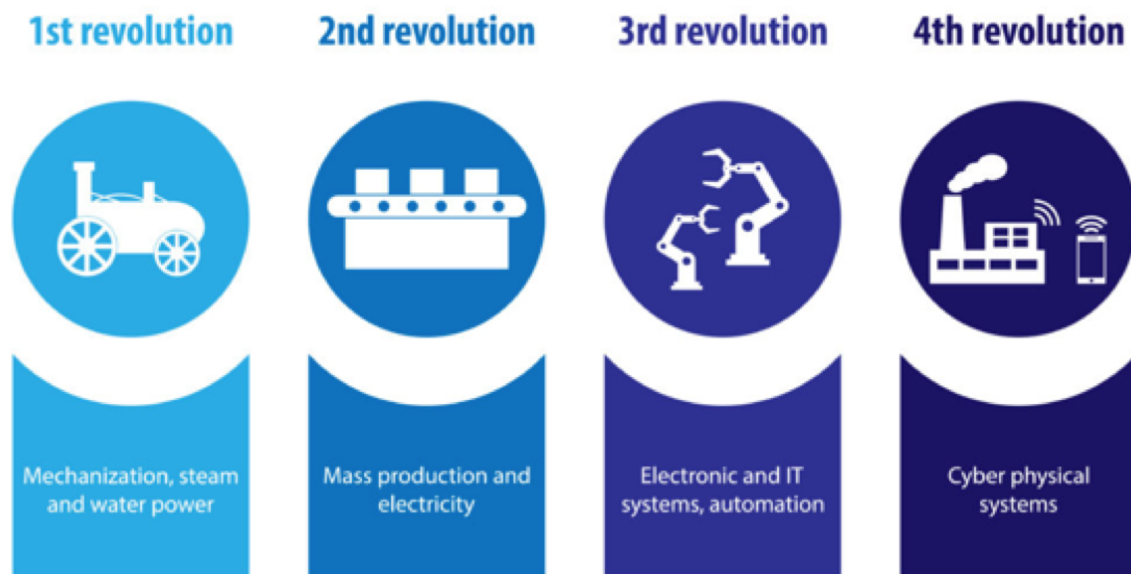 1st revolution
2nd revolution
3rd revolution
4th revolution
Mechanization, steam
and water power
Mass production and
electricity
Electronic and IT
systems, automation
Cyber physical
systems